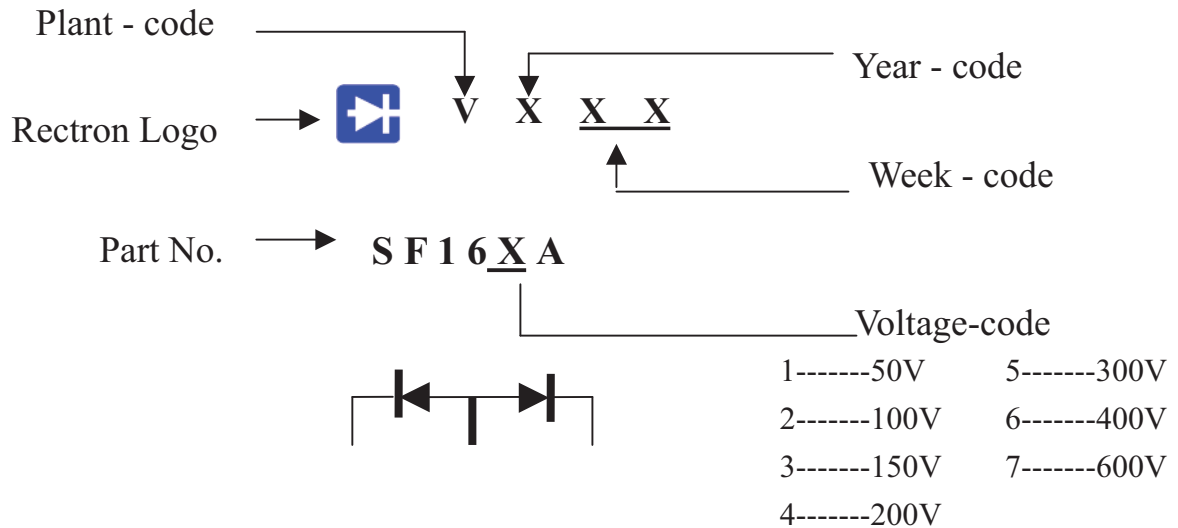 Plant - code
Year - code
Rectron Logo
V X X X
Week - code
Part No.
S F 1 6 X A
Voltage-code
1-------50V 5-------300V
2-------100V 6-------400V
3-------150V 7-------600V
4-------200V